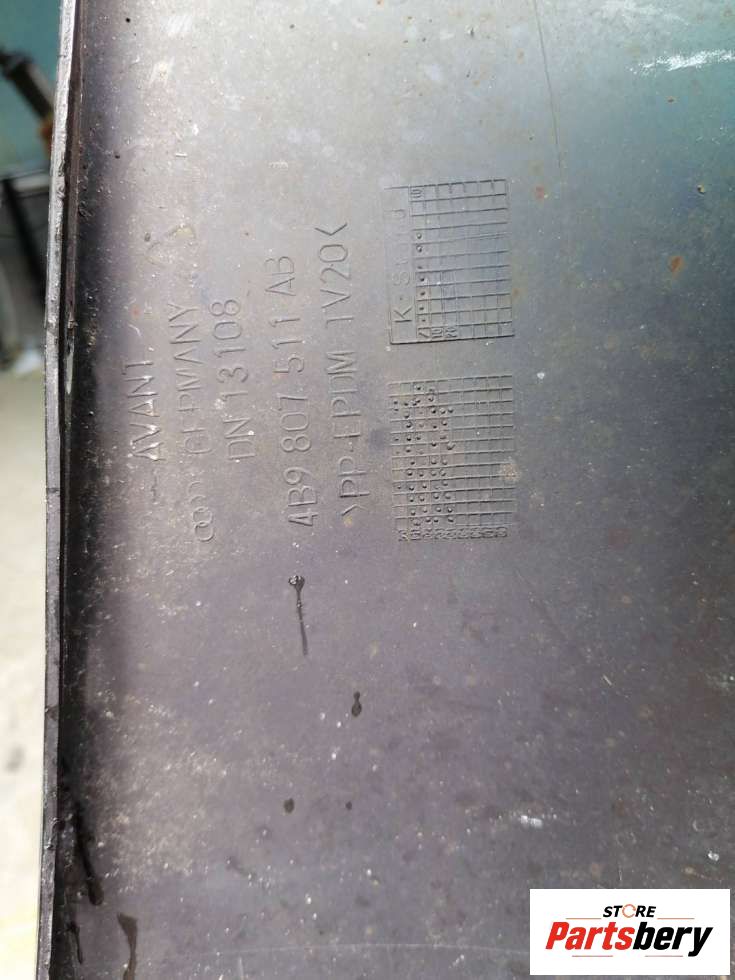 AVANT
GERMANY
DN 13108
4B9 807 511 AB
>PP-EPDM TV20<
STORE
Partsbery